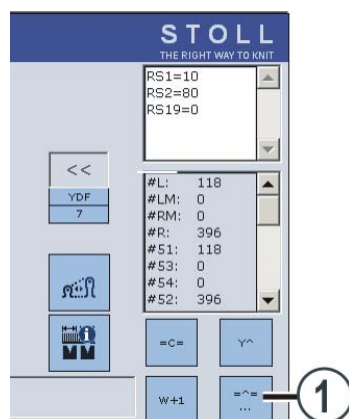 STOLL
THE RIGHT WAY TO KNIT
RS1=10
RS2=80
RS19=0
<<
YDF
7
#L: 118
#LM: 0
#RM: 0
#R: 396
#51: 118
#53: 0
#54: 0
#52: 396
=C=
Y^
W+1
=^=
...
1